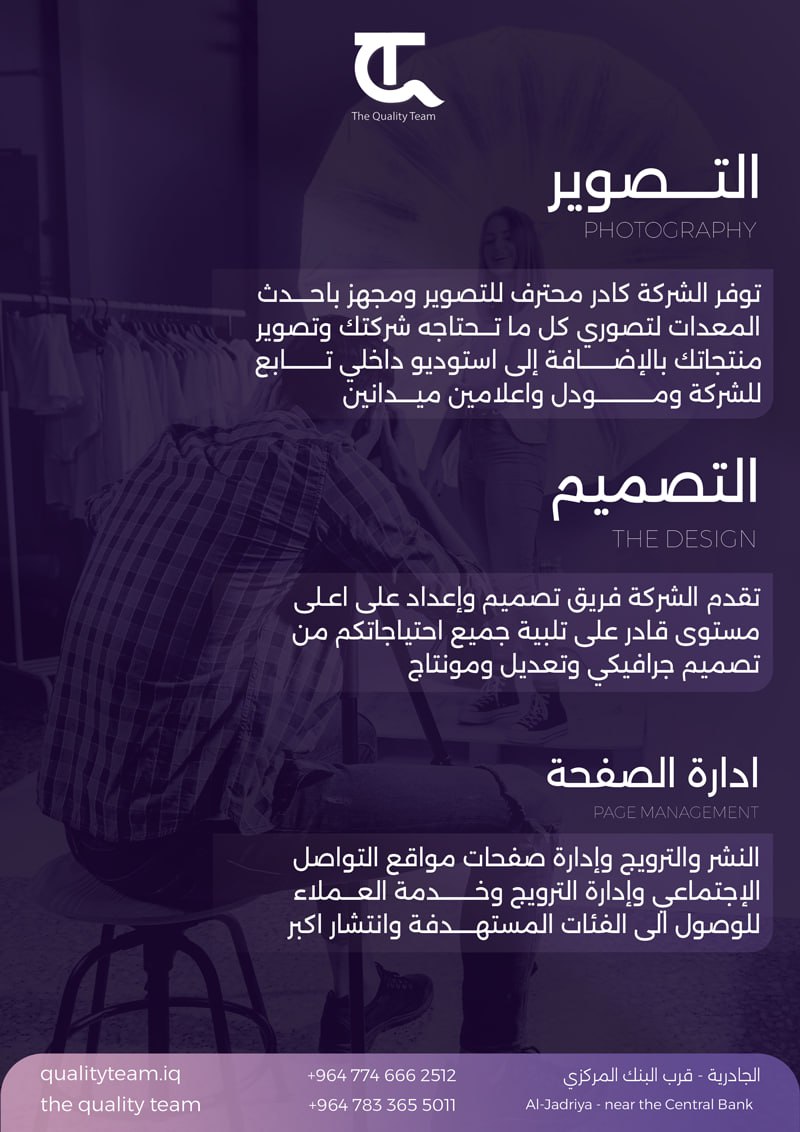 The Quality Team
التصوير
PHOTOGRAPHY
توفر الشركة كادر محترف للتصوير ومجهز باحدث
المعدات لتصوري كل ما تحتاجه شركتك وتصوير
منتجاتك بالإضافة إلى استوديو داخلي تابع
للشركة ومودل واعلامين ميدانين
التصميم
THE DESIGN
تقدم الشركة فريق تصميم وإعداد على اعلى
مستوى قادر على تلبية جميع احتياجاتكم من
تصميم جرافيكي وتعديل ومونتاج
ادارة الصفحة
PAGE MANAGEMENT
النشر والترويج وإدارة صفحات مواقع التواصل
الإجتماعي وإدارة الترويج وخدمة العملاء
للوصول الى الفئات المستهدفة وانتشار اكبر
qualityteam.iq +964 774 666 2512 الجادرية - قرب البنك المركزي
the quality team +964 783 365 5011 Al-Jadriya - near the Central Bank